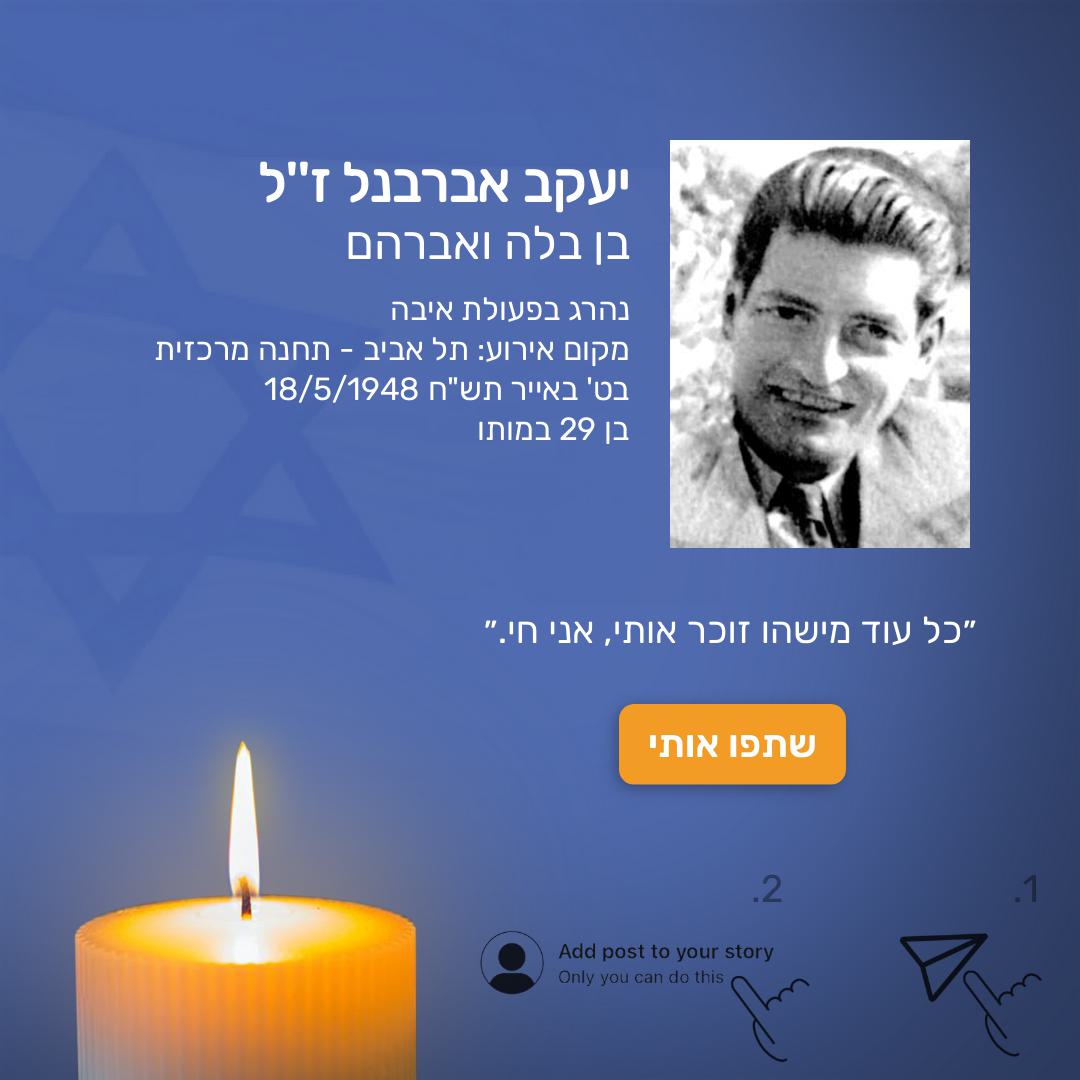 יעקב אברבנל ז"ל
בן בלה ואברהם
נהרג בפעולת איבה
מקום אירוע: תל אביב - תחנה מרכזית
בט' באייר תש"ח 18/5/1948
בן 29 במותו
״כל עוד מישהו זוכר אותי, אני חי.״
שתפו אותי
1.
2.
Add post to your story
Only you can do this